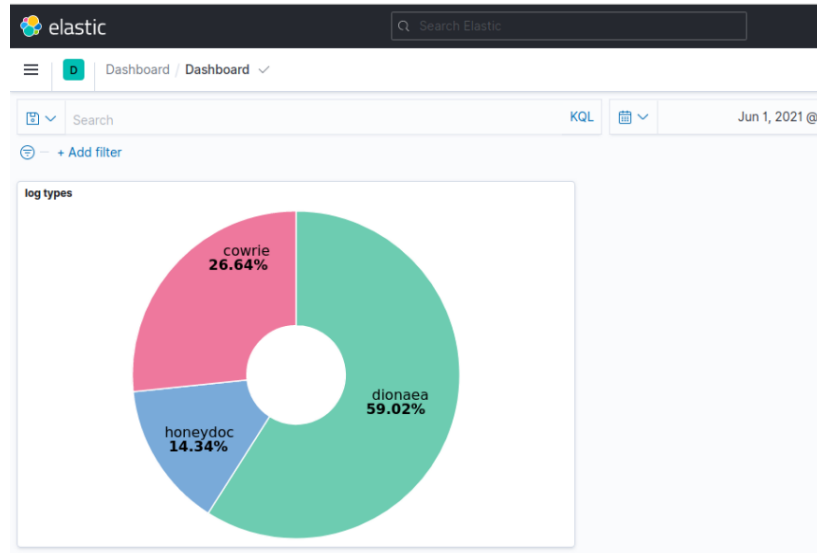 elastic
Search Elastic
D Dashboard / Dashboard
Search KQL Jun 1, 2021 @
+ Add filter
log types
cowrie
26.64%
dionaea
59.02%
honeydoc
14.34%